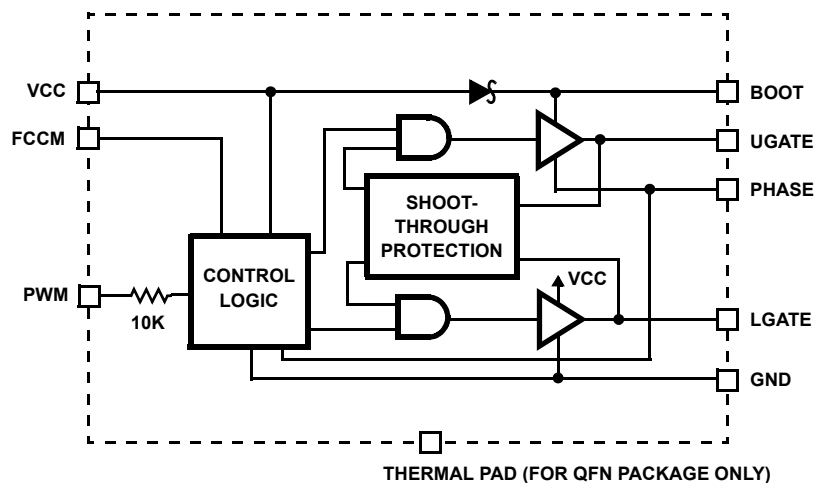 VCC
BOOT
FCCM
UGATE
PHASE
SHOOT-
THROUGH
PROTECTION
CONTROL
LOGIC
VCC
PWM
10K
LGATE
GND
THERMAL PAD (FOR QFN PACKAGE ONLY)